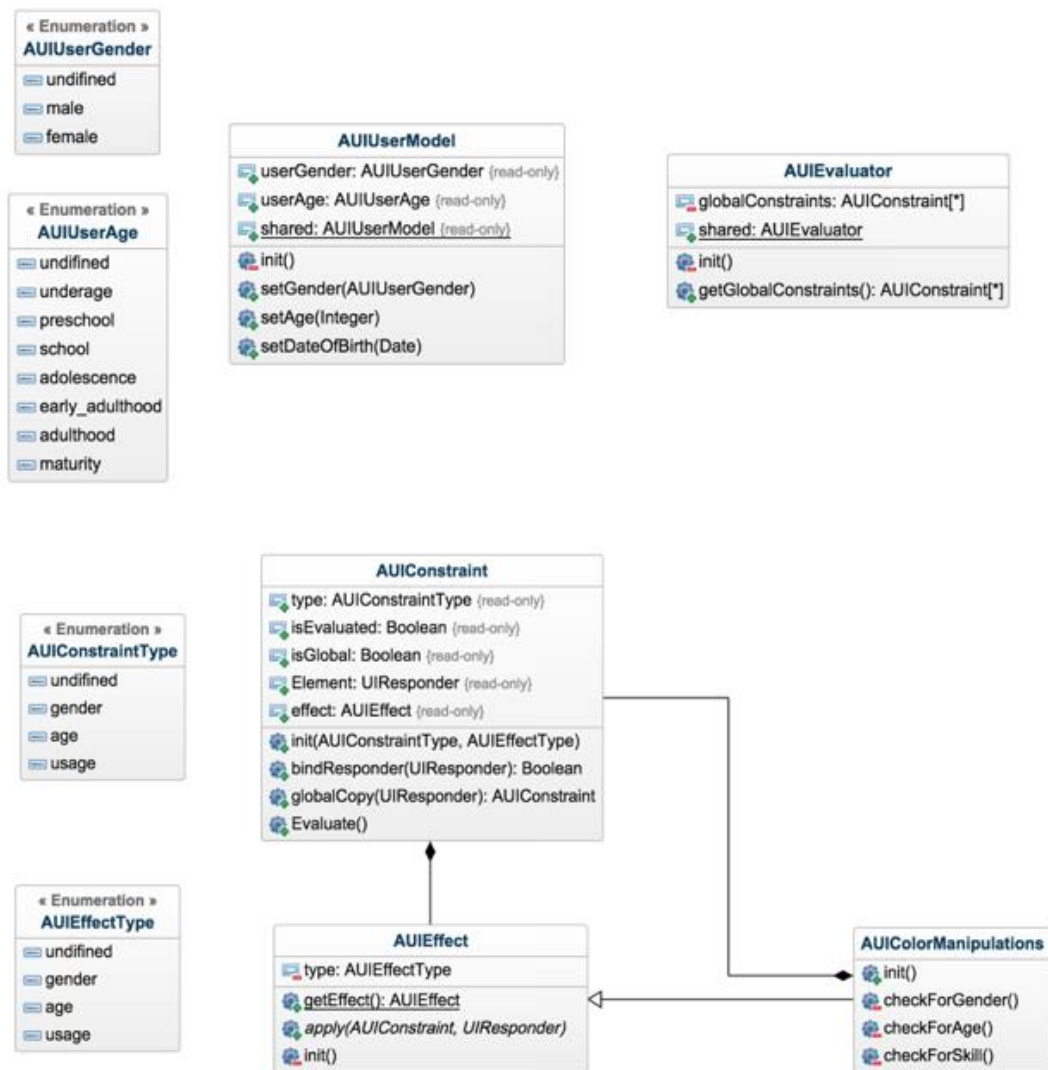 « Enumeration »
AUIUserGender
undifined
male
female
« Enumeration »
AUIUserAge
undifined
underage
preschool
school
adolescence
early_adulthood
adulthood
maturity
AUIUserModel
userGender: AUIUserGender {read-only}
userAge: AUIUserAge {read-only}
shared: AUIUserModel {read-only}
init()
setGender(AUIUserGender)
setAge(Integer)
setDateOfBirth(Date)
AUIEvaluator
globalConstraints: AUIConstraint[*]
shared: AUIEvaluator
init()
getGlobalConstraints(): AUIConstraint[*]
« Enumeration »
AUIConstraintType
undifined
gender
age
usage
AUIConstraint
type: AUIConstraintType {read-only}
isEvaluated: Boolean {read-only}
isGlobal: Boolean {read-only}
Element: UIResponder {read-only}
effect: AUIEffect {read-only}
init(AUIConstraintType, AUIEffectType)
bindResponder(UIResponder): Boolean
globalCopy(UIResponder): AUIConstraint
Evaluate()
« Enumeration »
AUIEffectType
undifined
gender
age
usage
AUIEffect
type: AUIEffectType
getEffect(): AUIEffect
apply(AUIConstraint, UIResponder)
init()
AUIColorManipulations
init()
checkForGender()
checkForAge()
checkForSkill()